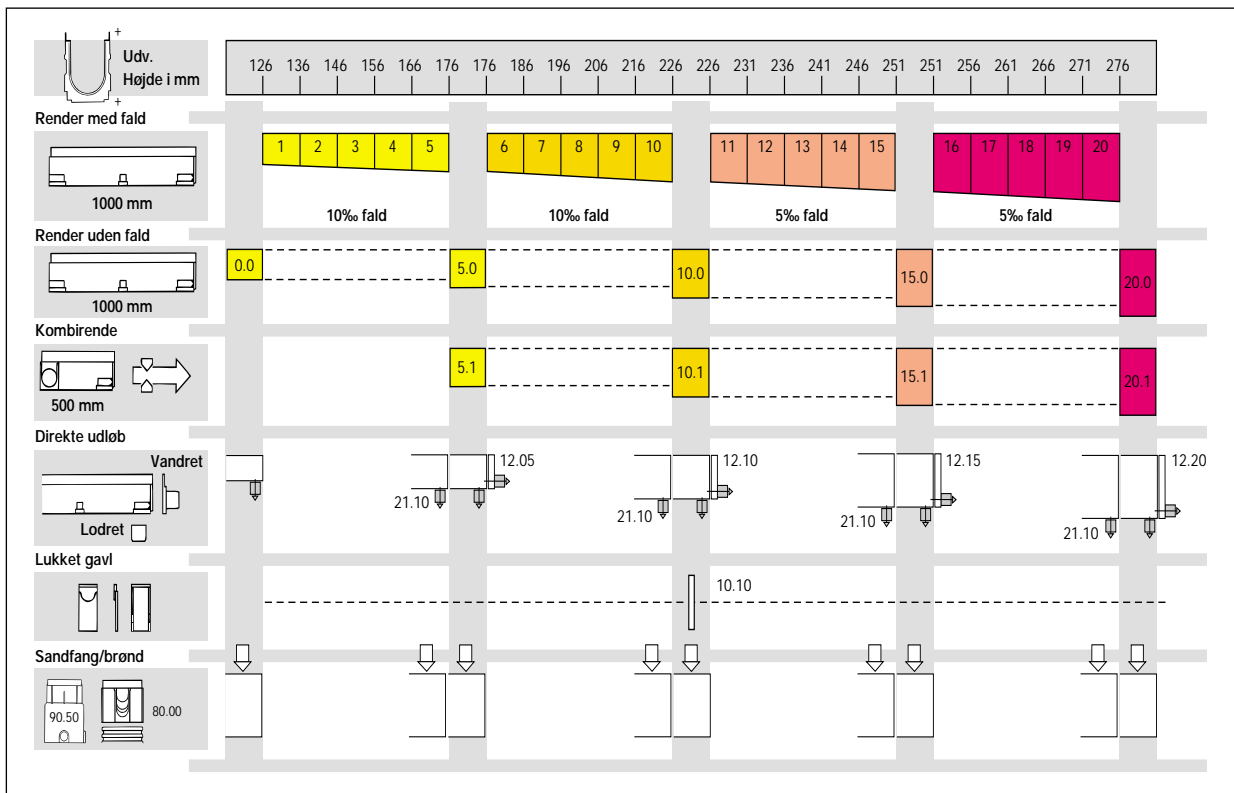 Udv.
Højde i mm
126 136 146 156 166 176 176 186 196 206 216 226 226 231 236 241 246 251 251 256 261 266 271 276
Render med fald
1 2 3 4 5 6 7 8 9 10 11 12 13 14 15 16 17 18 19 20
1000 mm
10‰ fald 10‰ fald 5‰ fald 5‰ fald
Render uden fald
0.0 5.0 10.0 15.0 20.0
1000 mm
Kombirende
5.1 10.1 15.1 20.1
500 mm
Direkte udløb
Vandret
12.05 12.10 12.15 12.20
21.10 21.10 21.10 21.10
Lodret
Lukket gavl
10.10
Sandfang/brønd
90.50 80.00